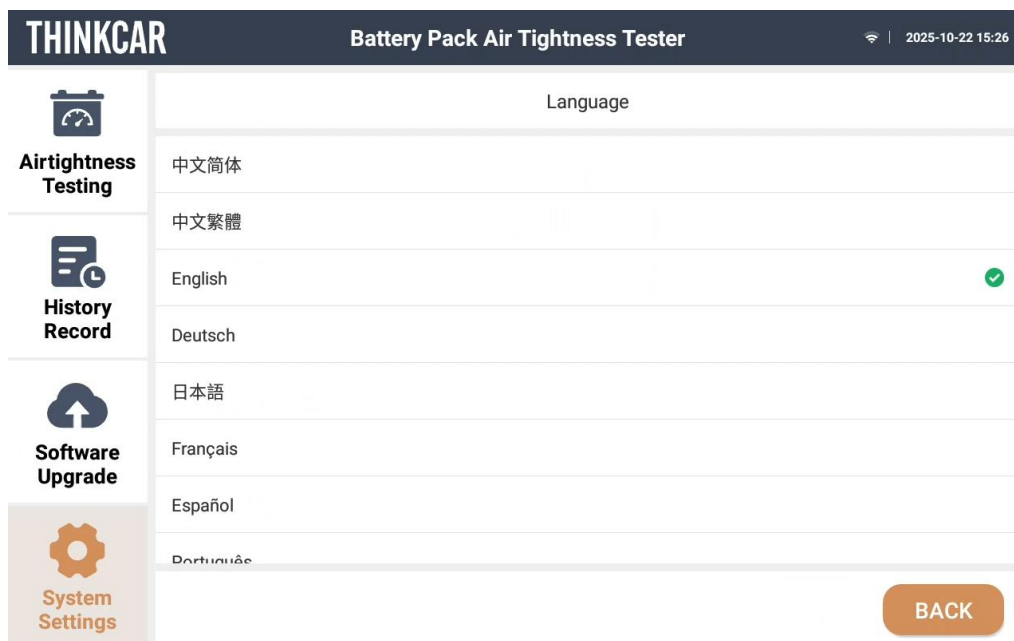 THINKCAR
Battery Pack Air Tightness Tester
2025-10-22 15:26
Airtightness
Testing
History
Record
Software
Upgrade
System
Settings
Language
中文简体
中文繁體
English
Deutsch
日本語
Français
Español
Português
BACK